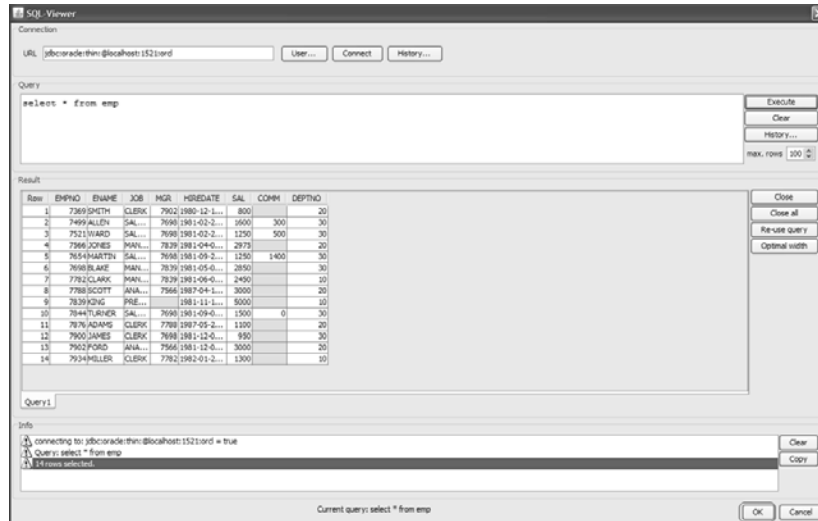 SQL-Viewer
Connection
URL jdbc:oracle:thin:@localhost:1521:orcl User... Connect History...
Query
select * from emp
Execute
Clear
History...
max. rows 100
Result
Row EMPNO ENAME JOB MGR HIREDATE SAL COMM DEPTNO
1 7369 SMITH CLERK 7902 1980-12-1... 800 20
2 7499 ALLEN SAL... 7698 1981-02-2... 1600 300 30
3 7521 WARD SAL... 7698 1981-02-2... 1250 500 30
4 7566 JONES MAN... 7839 1981-04-0... 2975 20
5 7654 MARTIN SAL... 7698 1981-09-2... 1250 1400 30
6 7698 BLAKE MAN... 7839 1981-05-0... 2850 30
7 7782 CLARK MAN... 7839 1981-06-0... 2450 10
8 7788 SCOTT ANA... 7566 1987-04-1... 3000 20
9 7839 KING PRE... 1981-11-1... 5000 10
10 7844 TURNER SAL... 7698 1981-09-0... 1500 0 30
11 7876 ADAMS CLERK 7788 1987-05-2... 1100 20
12 7900 JAMES CLERK 7698 1981-12-0... 950 30
13 7902 FORD ANA... 7566 1981-12-0... 3000 20
14 7934 MILLER CLERK 7782 1982-01-2... 1300 10
Close
Close all
Re-use query
Optimal width
Query1
Info
connecting to: jdbc:oracle:thin:@localhost:1521:orcl = true
Query: select * from emp
14 rows selected.
Clear
Copy
Current query: select * from emp
OK Cancel